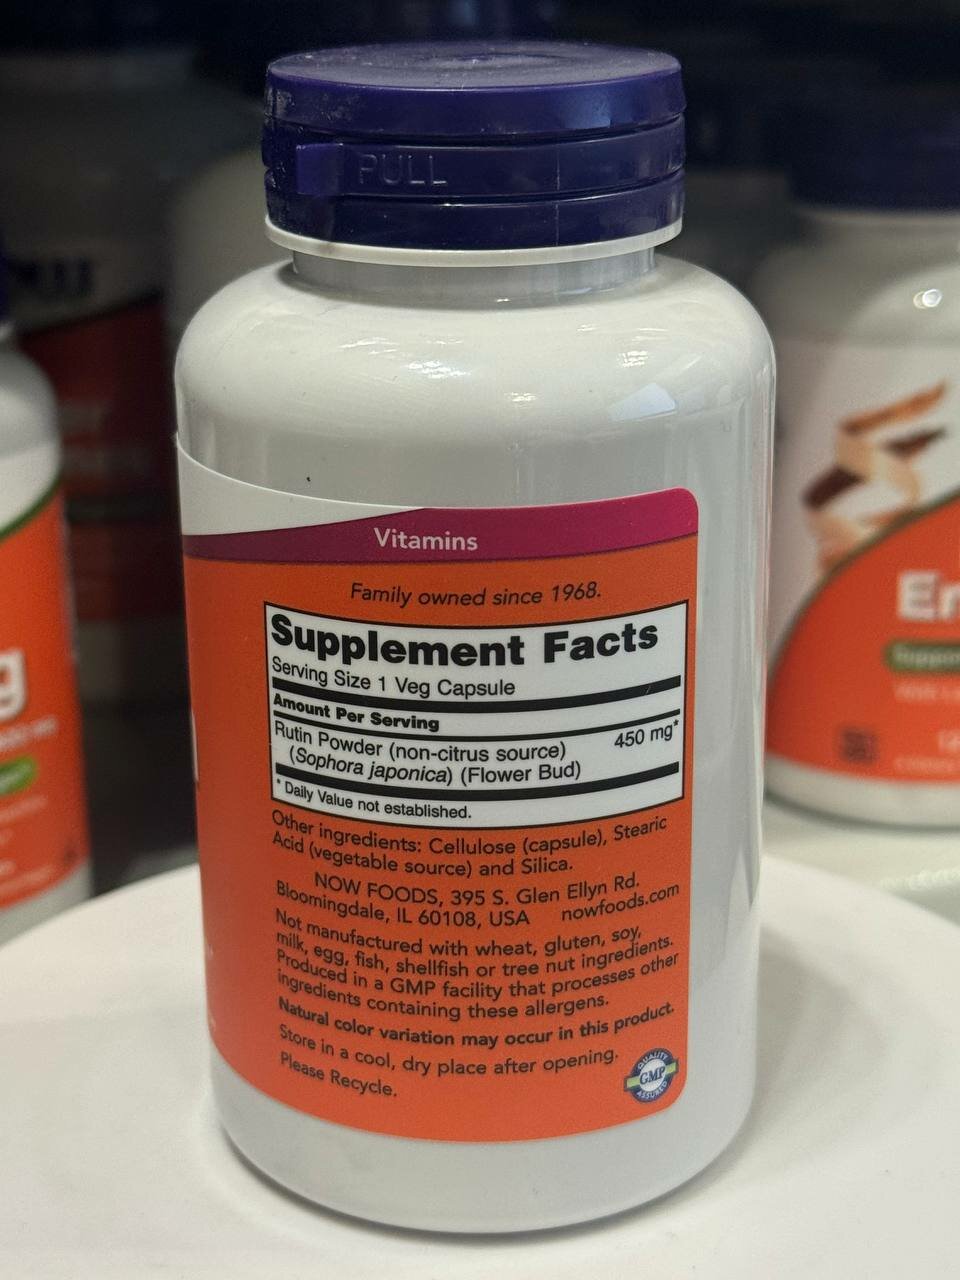 PULL
Vitamins
Family owned since 1968.
Supplement Facts
Serving Size 1 Veg Capsule
Amount Per Serving
Rutin Powder (non-citrus source) 450 mg*
(Sophora japonica) (Flower Bud)
* Daily Value not established.
Other ingredients: Cellulose (capsule), Stearic
Acid (vegetable source) and Silica.
NOW FOODS, 395 S. Glen Ellyn Rd.
Bloomingdale, IL 60108, USA nowfoods.com
Not manufactured with wheat, gluten, soy,
milk, egg, fish, shellfish or tree nut ingredients.
Produced in a GMP facility that processes other
ingredients containing these allergens.
Natural color variation may occur in this product.
Store in a cool, dry place after opening.
Please Recycle.
QUALITY
GMP
ASSURED